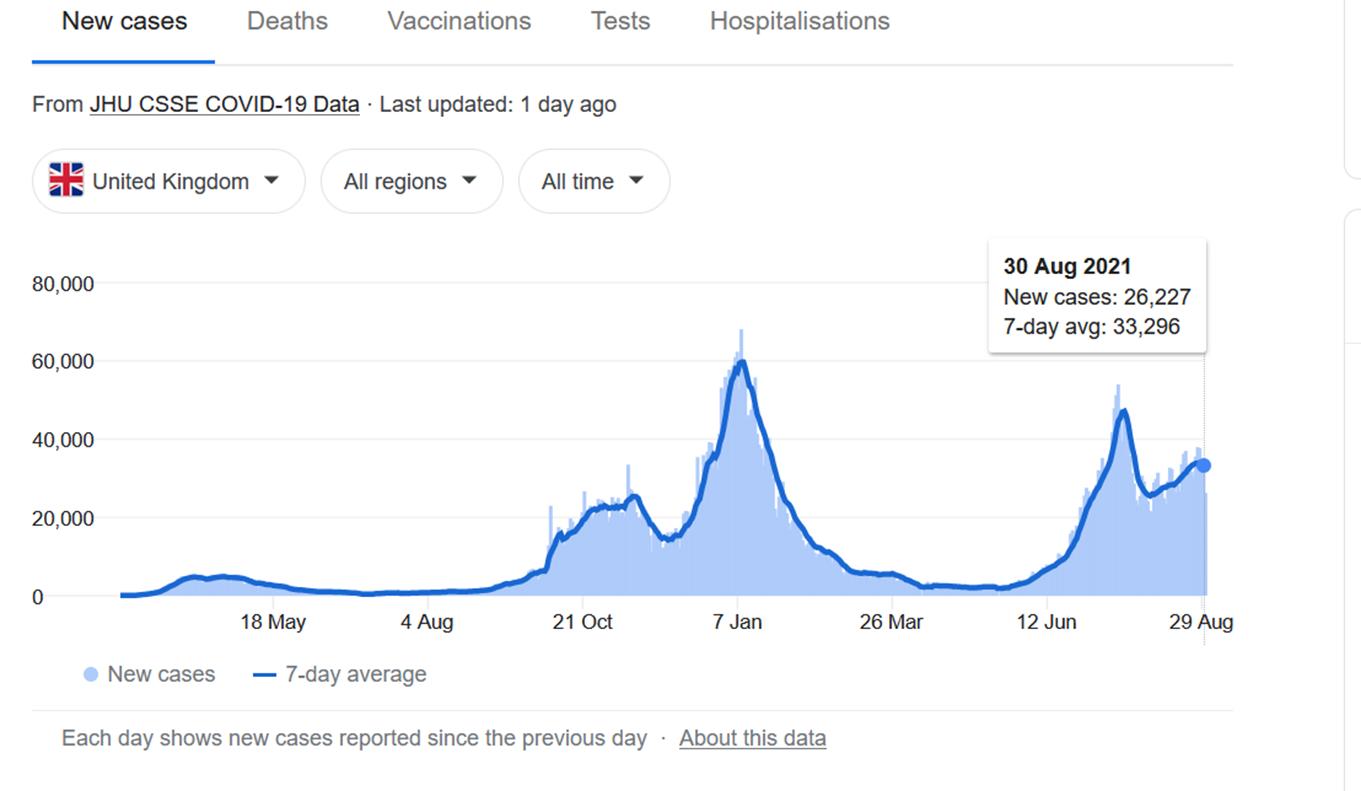 New cases Deaths Vaccinations Tests Hospitalisations
From JHU CSSE COVID-19 Data · Last updated: 1 day ago
United Kingdom All regions All time
30 Aug 2021
New cases: 26,227
7-day avg: 33,296
80,000
60,000
40,000
20,000
0
18 May 4 Aug 21 Oct 7 Jan 26 Mar 12 Jun 29 Aug
New cases 7-day average
Each day shows new cases reported since the previous day · About this data